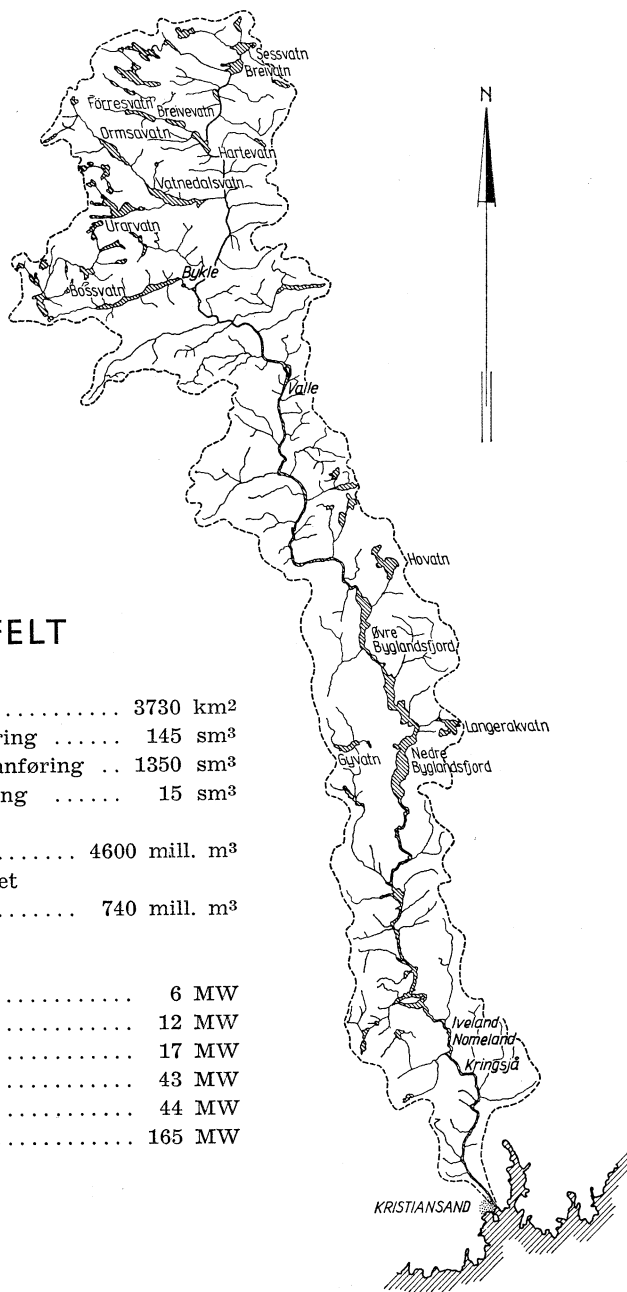 N
Sessvatn
Breivatn
Førresvatn
Breivevatn
Ormsavatn
Hartevatn
Vatnedalsvatn
Urarvatn
Bykle
Bossvatn
Valle
Hovatn
FELT
Øvre
Byglandsfjord
.......... 3730 km²
ring ...... 145 sm³
nføring .. 1350 sm³
ng ...... 15 sm³
Langerakvatn
Gyvatn
Nedre
Byglandsfjord
....... 4600 mill. m³
et
....... 740 mill. m³
........... 6 MW
........... 12 MW
........... 17 MW
........... 43 MW
........... 44 MW
........... 165 MW
Iveland
Nomeland
Kringsjå
KRISTIANSAND